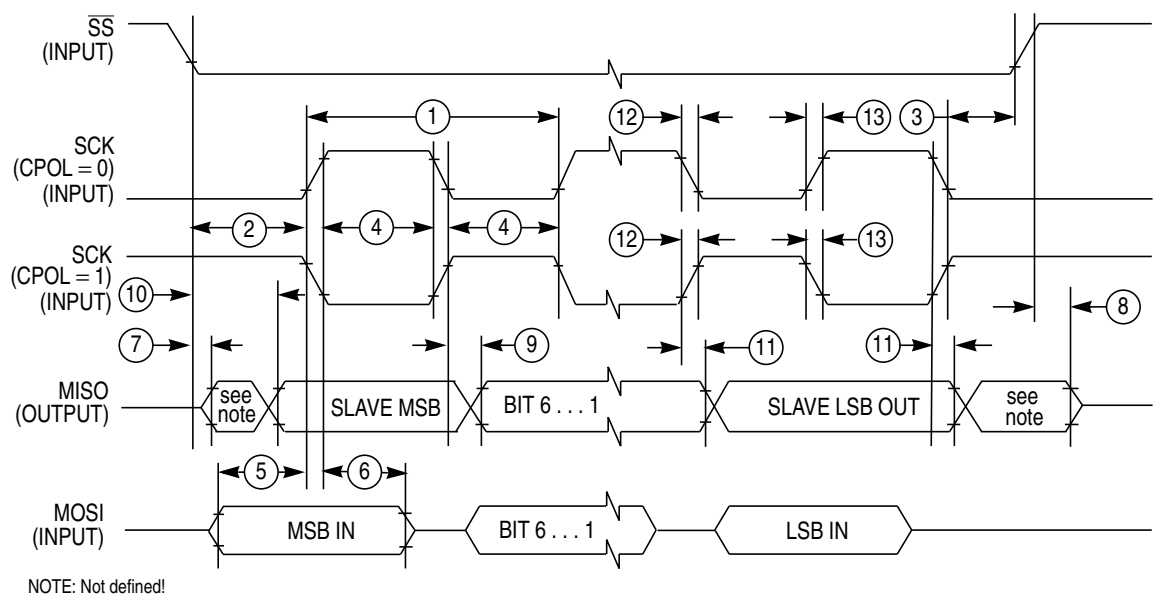 SS
(INPUT)
1
12
13
3
SCK
(CPOL = 0)
(INPUT)
2
4
4
12
13
SCK
(CPOL = 1)
(INPUT)
10
8
7
9
11
11
MISO
(OUTPUT)
see
note
SLAVE MSB
BIT 6 . . . 1
SLAVE LSB OUT
see
note
5
6
MOSI
(INPUT)
MSB IN
BIT 6 . . . 1
LSB IN
NOTE: Not defined!